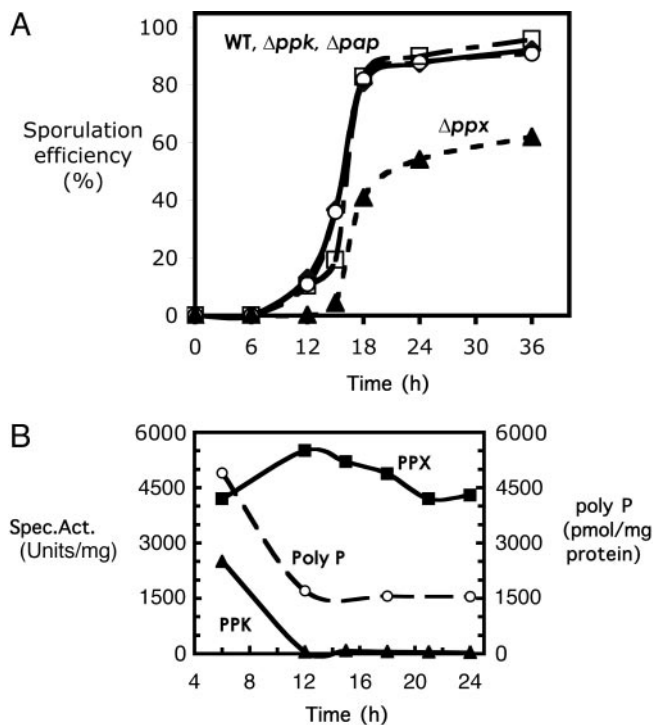 A
WT, Δppk, Δpap
Δppx
Sporulation
efficiency
(%)
100
80
60
40
20
0
0 6 12 18 24 30 36
Time (h)
B
6000
4500
3000
1500
0
Spec.Act.
(Units/mg)
PPX
Poly P
PPK
6000
4500
3000
1500
0
poly P
(pmol/mg
protein)
4 8 12 16 20 24
Time (h)